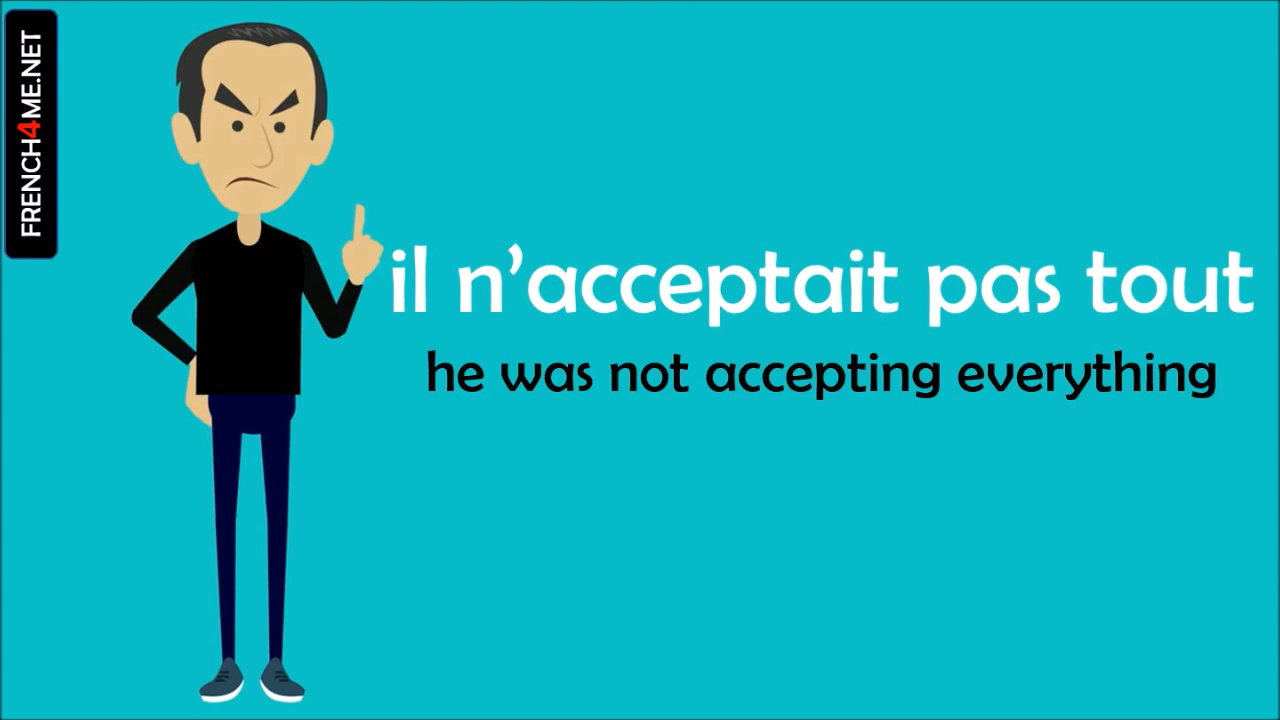 FRENCH4ME.NET
il n’acceptait pas tout
he was not accepting everything